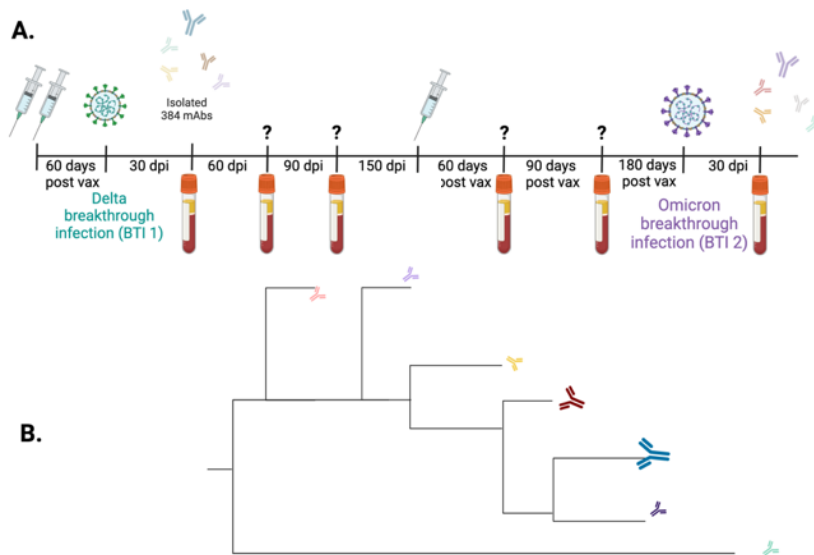 A.
Isolated
384 mAbs
? ? ? ?
60 days
post vax
30 dpi
60 dpi
90 dpi
150 dpi
60 days
post vax
90 days
post vax
180 days
post vax
30 dpi
Delta
breakthrough
infection (BTI 1)
Omicron
breakthrough
infection (BTI 2)
B.